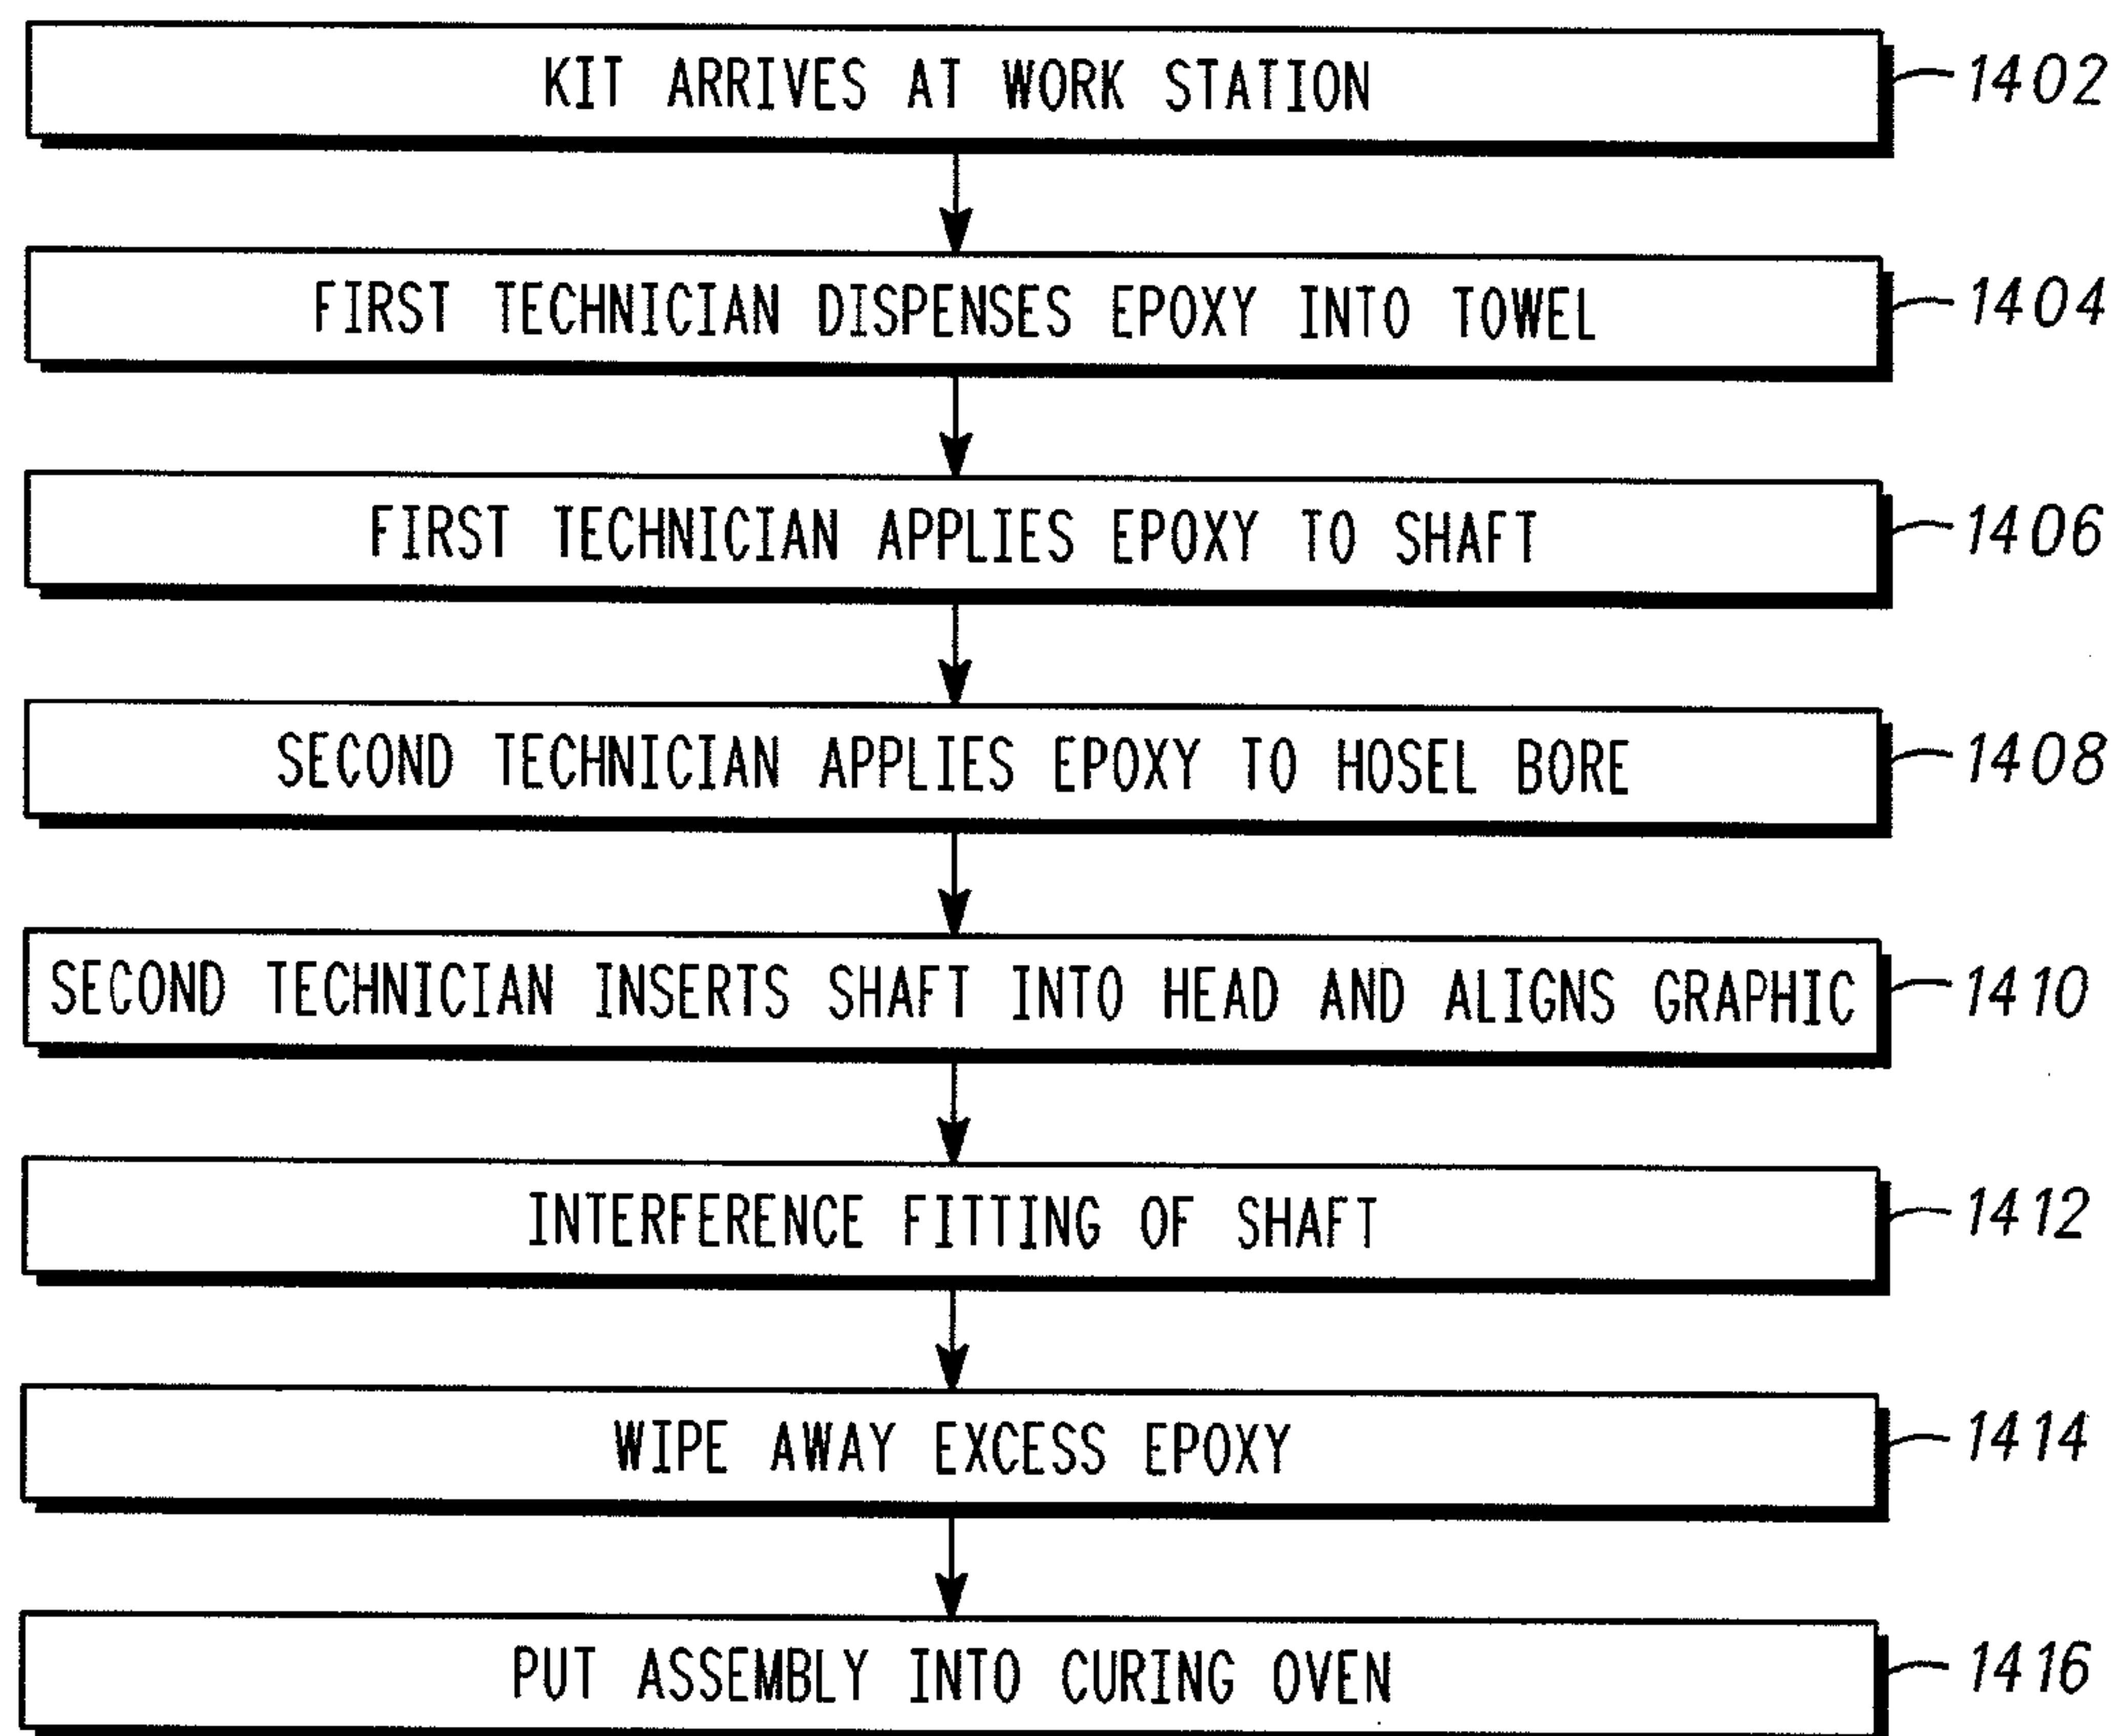 KIT ARRIVES AT WORK STATION 1402
FIRST TECHNICIAN DISPENSES EPOXY INTO TOWEL 1404
FIRST TECHNICIAN APPLIES EPOXY TO SHAFT 1406
SECOND TECHNICIAN APPLIES EPOXY TO HOSEL BORE 1408
SECOND TECHNICIAN INSERTS SHAFT INTO HEAD AND ALIGNS GRAPHIC 1410
INTERFERENCE FITTING OF SHAFT 1412
WIPE AWAY EXCESS EPOXY 1414
PUT ASSEMBLY INTO CURING OVEN 1416